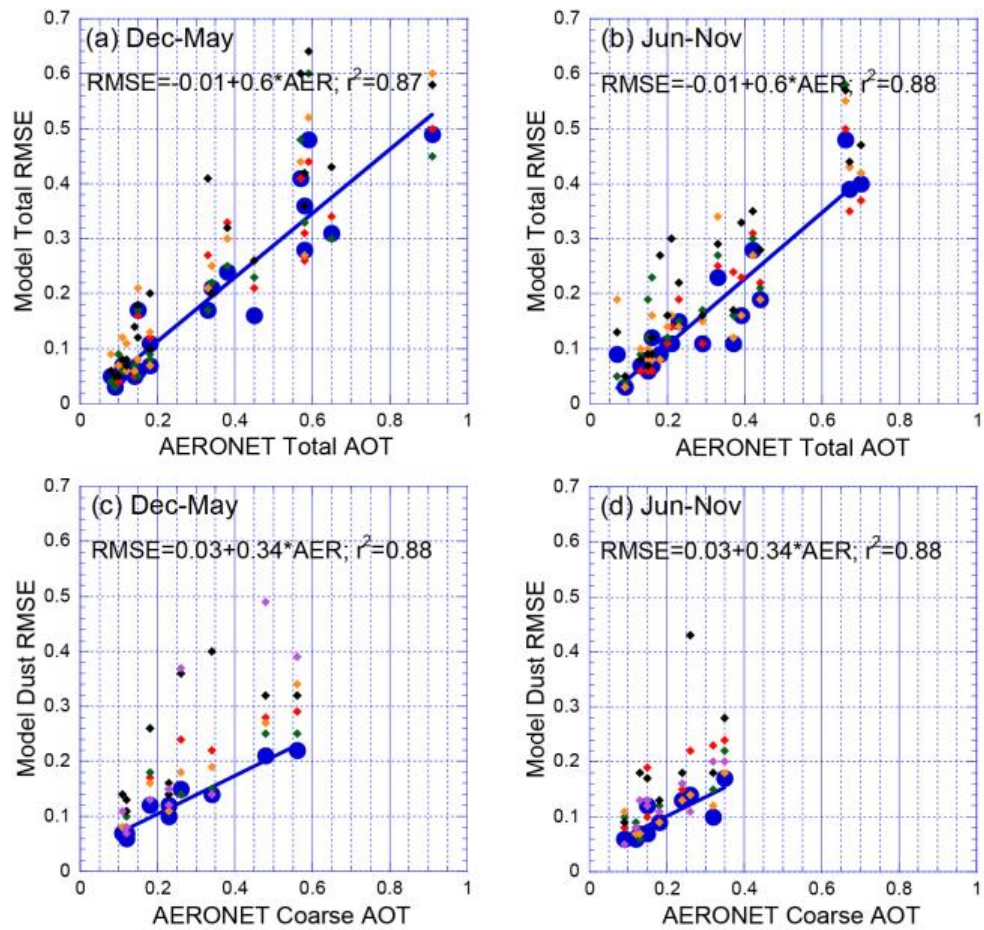 (a) Dec-May
RMSE=-0.01+0.6*AER; r²=0.87
Model Total RMSE
0.7
0.6
0.5
0.4
0.3
0.2
0.1
0
0 0.2 0.4 0.6 0.8 1
AERONET Total AOT
(b) Jun-Nov
RMSE=-0.01+0.6*AER; r²=0.88
Model Total RMSE
0.7
0.6
0.5
0.4
0.3
0.2
0.1
0
0 0.2 0.4 0.6 0.8 1
AERONET Total AOT
(c) Dec-May
RMSE=0.03+0.34*AER; r²=0.88
Model Dust RMSE
0.7
0.6
0.5
0.4
0.3
0.2
0.1
0
0 0.2 0.4 0.6 0.8 1
AERONET Coarse AOT
(d) Jun-Nov
RMSE=0.03+0.34*AER; r²=0.88
Model Dust RMSE
0.7
0.6
0.5
0.4
0.3
0.2
0.1
0
0 0.2 0.4 0.6 0.8 1
AERONET Coarse AOT